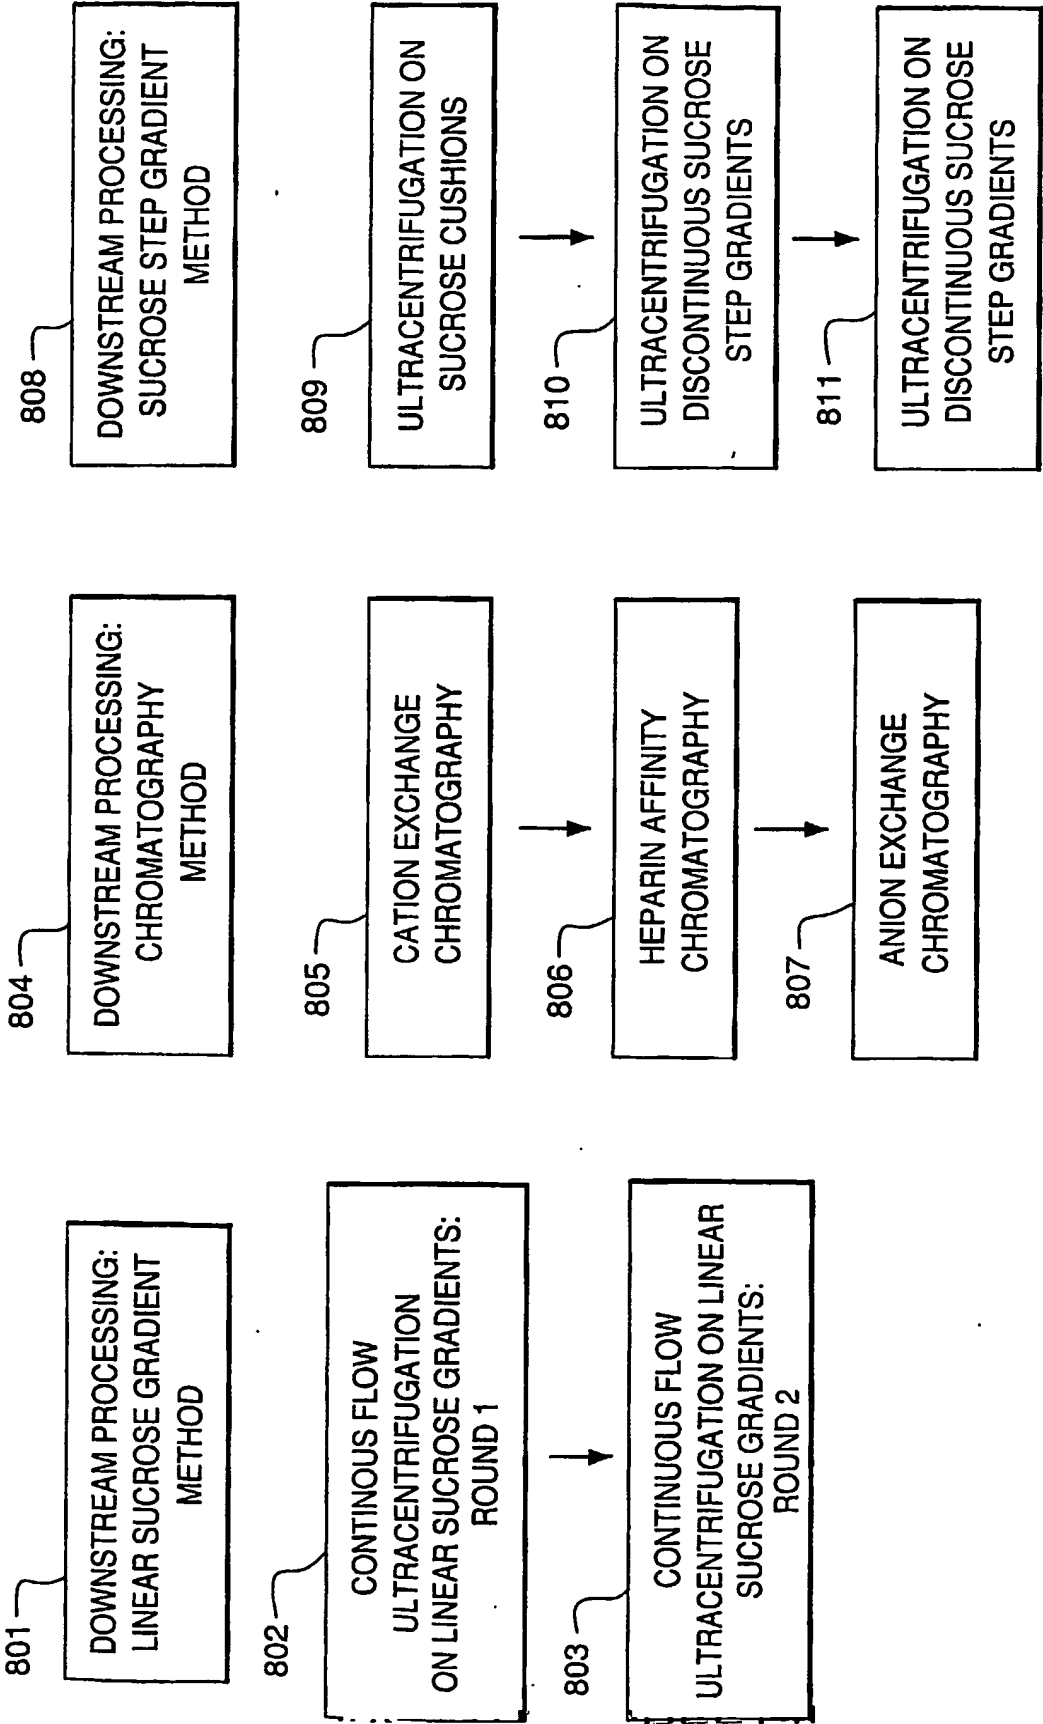 801
DOWNSTREAM PROCESSING:
LINEAR SUCROSE GRADIENT
METHOD
802
CONTINOUS FLOW
ULTRACENTRIFUGATION
ON LINEAR SUCROSE GRADIENTS:
ROUND 1
803
CONTINUOUS FLOW
ULTRACENTRIFUGATION ON LINEAR
SUCROSE GRADIENTS:
ROUND 2
804
DOWNSTREAM PROCESSING:
CHROMATOGRAPHY
METHOD
805
CATION EXCHANGE
CHROMATOGRAPHY
806
HEPARIN AFFINITY
CHROMATOGRAPHY
807
ANION EXCHANGE
CHROMATOGRAPHY
808
DOWNSTREAM PROCESSING:
SUCROSE STEP GRADIENT
METHOD
809
ULTRACENTRIFUGATION ON
SUCROSE CUSHIONS
810
ULTRACENTRIFUGATION ON
DISCONTINUOUS SUCROSE
STEP GRADIENTS
811
ULTRACENTRIFUGATION ON
DISCONTINUOUS SUCROSE
STEP GRADIENTS